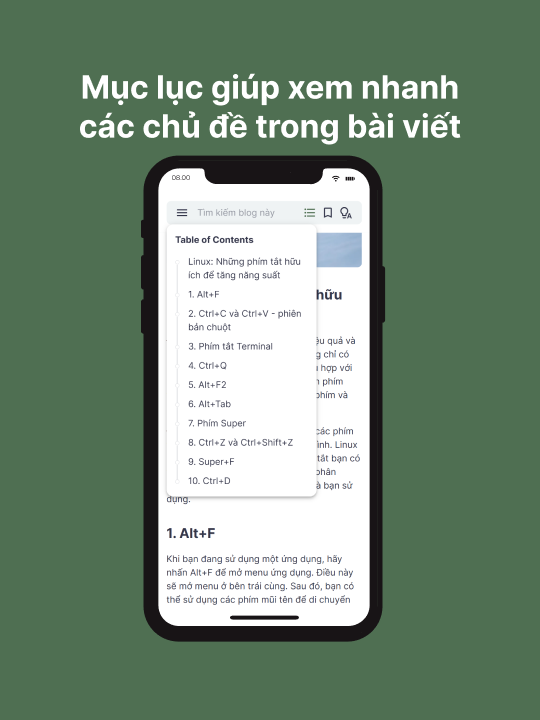 Mục lục giúp xem nhanh
các chủ đề trong bài viết
08.00
Tìm kiếm blog này
Table of Contents
Linux: Những phím tắt hữu
ích để tăng năng suất
1. Alt+F
2. Ctrl+C và Ctrl+V - phiên
bản chuột
3. Phím tắt Terminal
4. Ctrl+Q
5. Alt+F2
6. Alt+Tab
7. Phím Super
8. Ctrl+Z và Ctrl+Shift+Z
9. Super+F
10. Ctrl+D
hữu
quả và
chỉ có
hợp với
phím
phím và
các phím
Linux
tắt bạn có
phân
bạn sử
dụng.
1. Alt+F
Khi bạn đang sử dụng một ứng dụng, hãy
nhấn Alt+F để mở menu ứng dụng. Điều này
sẽ mở menu ở bên trái cùng. Sau đó, bạn có
thể sử dụng các phím mũi tên để di chuyển